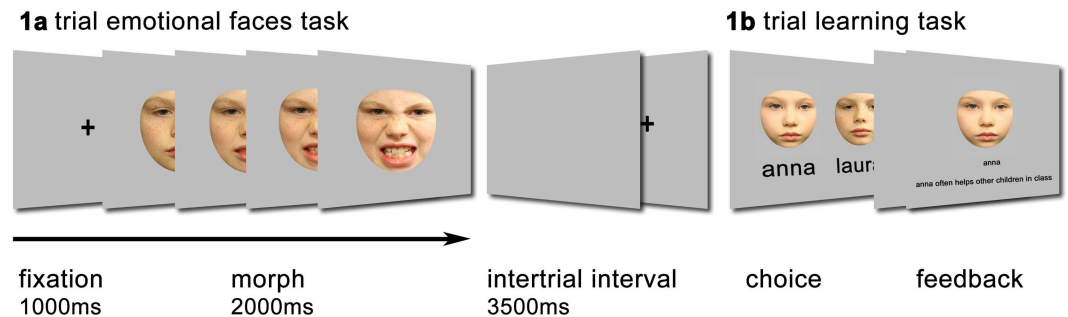 1a trial emotional faces task
1b trial learning task
+
+
anna
anna
anna often helps other children in class
fixation
1000ms
morph
2000ms
intertrial interval
3500ms
choice
feedback